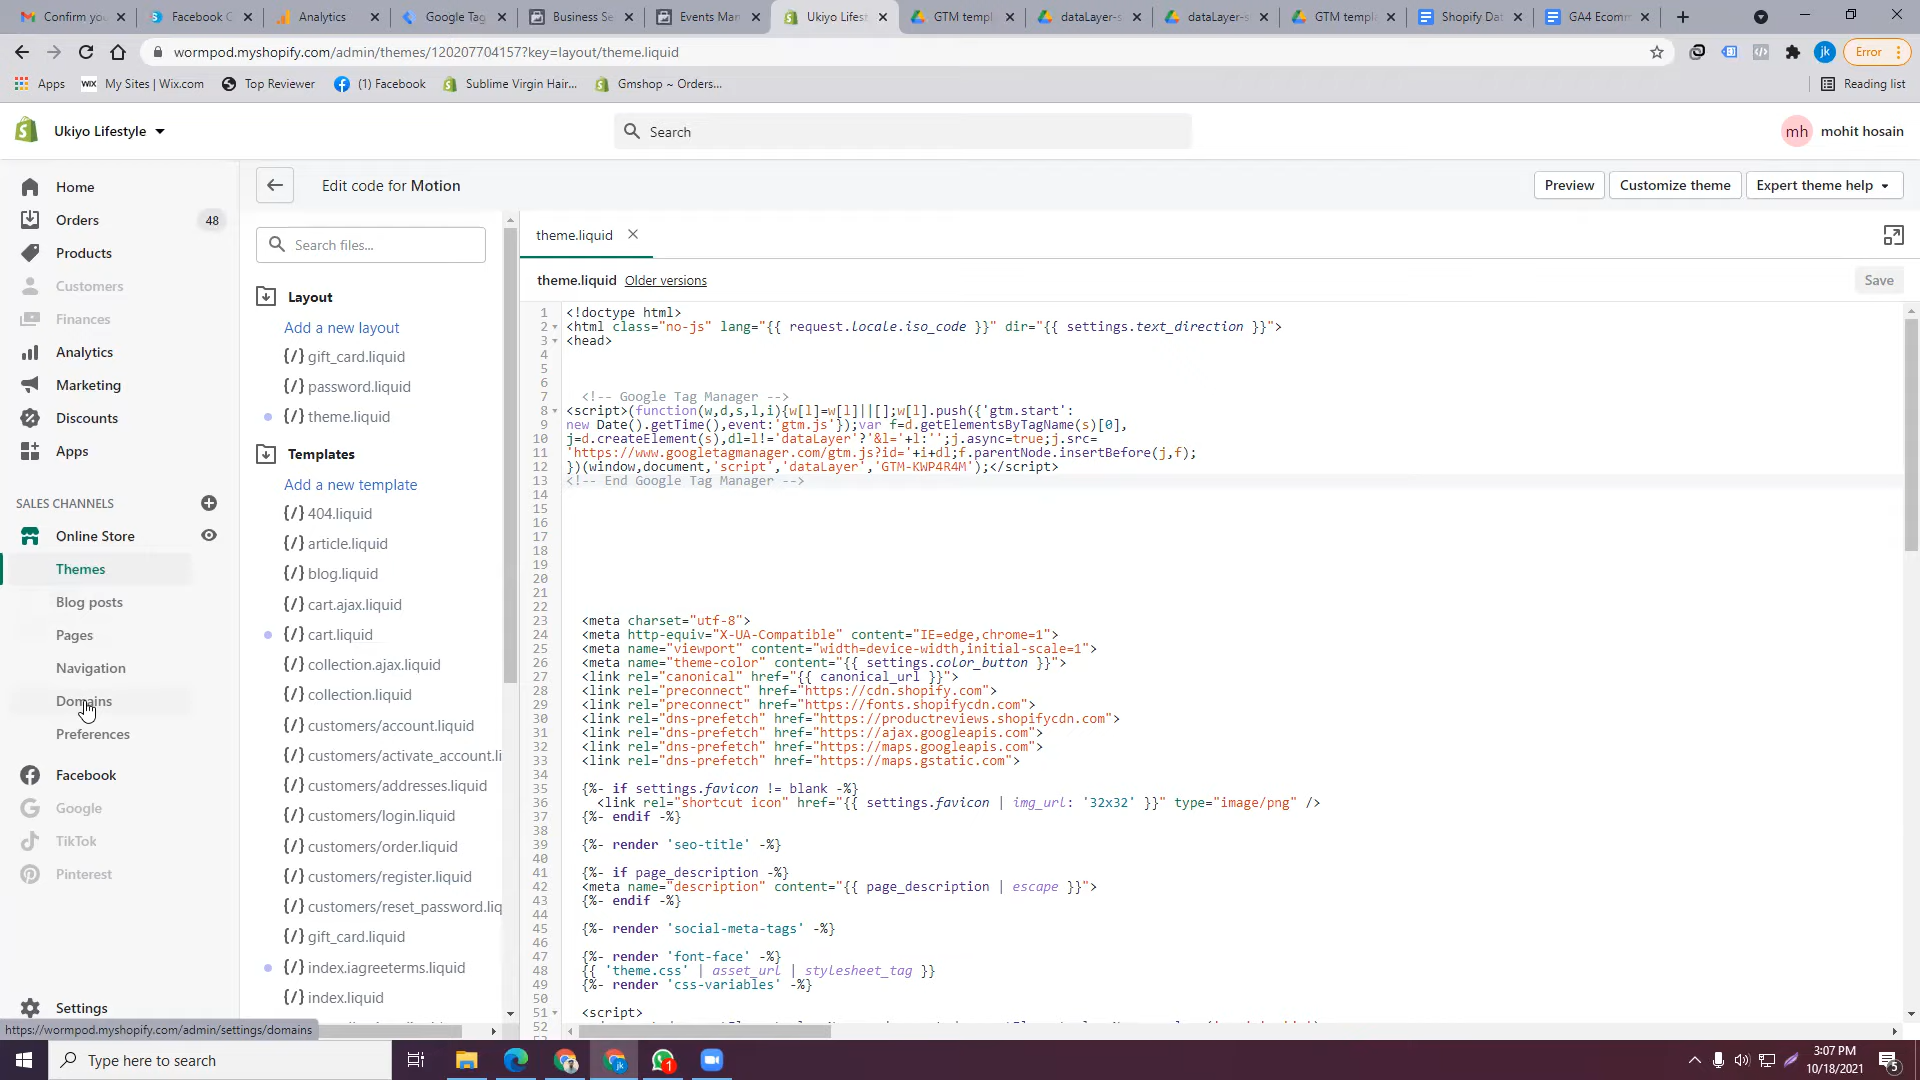 Confirm you
Facebook C
Analytics
Google Tag
Business Se
Events Man
Ukiyo Lifest
GTM templ
dataLayer-s
dataLayer-s
GTM templ
Shopify Dat
GA4 Ecomm
wormpod.myshopify.com/admin/themes/120207704157?key=layout/theme.liquid
jk
Error
Apps
WIX
My Sites | Wix.com
Top Reviewer
(1) Facebook
Sublime Virgin Hair...
Gmshop ~ Orders...
Reading list
Ukiyo Lifestyle
Search
mh
mohit hosain
Home
Orders
48
Products
Customers
Finances
Analytics
Marketing
Discounts
Apps
SALES CHANNELS
Online Store
Themes
Blog posts
Pages
Navigation
Domains
Preferences
Facebook
Google
TikTok
Pinterest
Settings
https://wormpod.myshopify.com/admin/settings/domains
Edit code for Motion
Preview
Customize theme
Expert theme help
Search files...
Layout
Add a new layout
{/} gift_card.liquid
{/} password.liquid
{/} theme.liquid
Templates
Add a new template
{/} 404.liquid
{/} article.liquid
{/} blog.liquid
{/} cart.ajax.liquid
{/} cart.liquid
{/} collection.ajax.liquid
{/} collection.liquid
{/} customers/account.liquid
{/} customers/activate_account.li
{/} customers/addresses.liquid
{/} customers/login.liquid
{/} customers/order.liquid
{/} customers/register.liquid
{/} customers/reset_password.liq
{/} gift_card.liquid
{/} index.iagreeterms.liquid
{/} index.liquid
theme.liquid
theme.liquid Older versions
Save
1 <!doctype html>
2 <html class="no-js" lang="{{ request.locale.iso_code }}" dir="{{ settings.text_direction }}">
3 <head>
4
5
6
7 <!-- Google Tag Manager -->
8 <script>(function(w,d,s,l,i){w[l]=w[l]||[];w[l].push({'gtm.start':
9 new Date().getTime(),event:'gtm.js'});var f=d.getElementsByTagName(s)[0],
10 j=d.createElement(s),dl=l!='dataLayer'?'&l='+l:'';j.async=true;j.src=
11 'https://www.googletagmanager.com/gtm.js?id='+i+dl;f.parentNode.insertBefore(j,f);
12 })(window,document,'script','dataLayer','GTM-KWP4R4M');</script>
13 <!-- End Google Tag Manager -->
14
15
16
17
18
19
20
21
22
23 <meta charset="utf-8">
24 <meta http-equiv="X-UA-Compatible" content="IE=edge,chrome=1">
25 <meta name="viewport" content="width=device-width,initial-scale=1">
26 <meta name="theme-color" content="{{ settings.color_button }}">
27 <link rel="canonical" href="{{ canonical_url }}">
28 <link rel="preconnect" href="https://cdn.shopify.com">
29 <link rel="preconnect" href="https://fonts.shopifycdn.com">
30 <link rel="dns-prefetch" href="https://productreviews.shopifycdn.com">
31 <link rel="dns-prefetch" href="https://ajax.googleapis.com">
32 <link rel="dns-prefetch" href="https://maps.googleapis.com">
33 <link rel="dns-prefetch" href="https://maps.gstatic.com">
34
35 {%- if settings.favicon != blank -%}
36 <link rel="shortcut icon" href="{{ settings.favicon | img_url: '32x32' }}" type="image/png" />
37 {%- endif -%}
38
39 {%- render 'seo-title' -%}
40
41 {%- if page_description -%}
42 <meta name="description" content="{{ page_description | escape }}">
43 {%- endif -%}
44
45 {%- render 'social-meta-tags' -%}
46
47 {%- render 'font-face' -%}
48 {{ 'theme.css' | asset_url | stylesheet_tag }}
49 {%- render 'css-variables' -%}
50
51 <script>
52
Type here to search
1
3:07 PM
10/18/2021
5